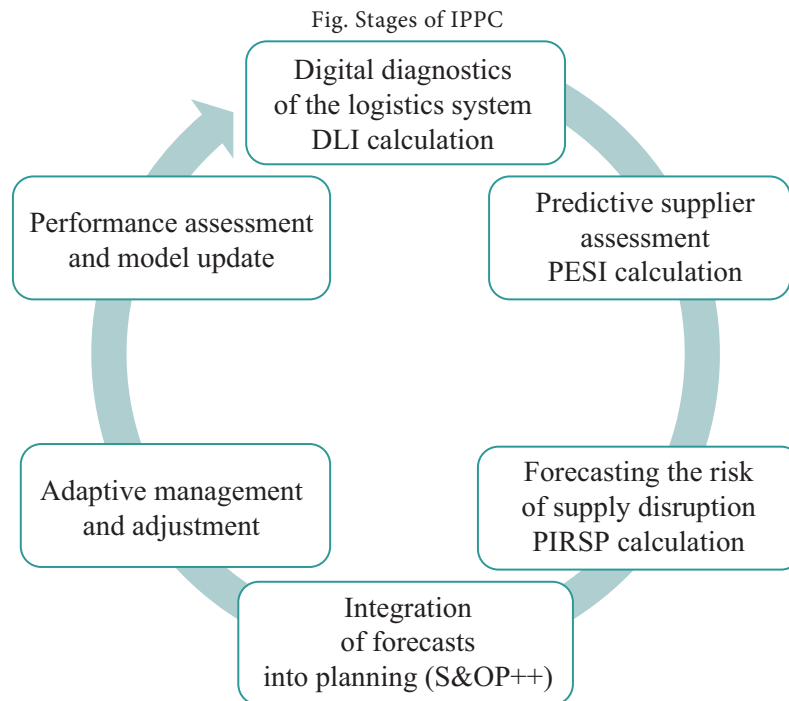 Fig. Stages of IPPC
Digital diagnostics
of the logistics system
DLI calculation
Predictive supplier
assessment
PESI calculation
Forecasting the risk
of supply disruption
PIRSP calculation
Integration
of forecasts
into planning (S&OP++)
Adaptive management
and adjustment
Performance assessment
and model update